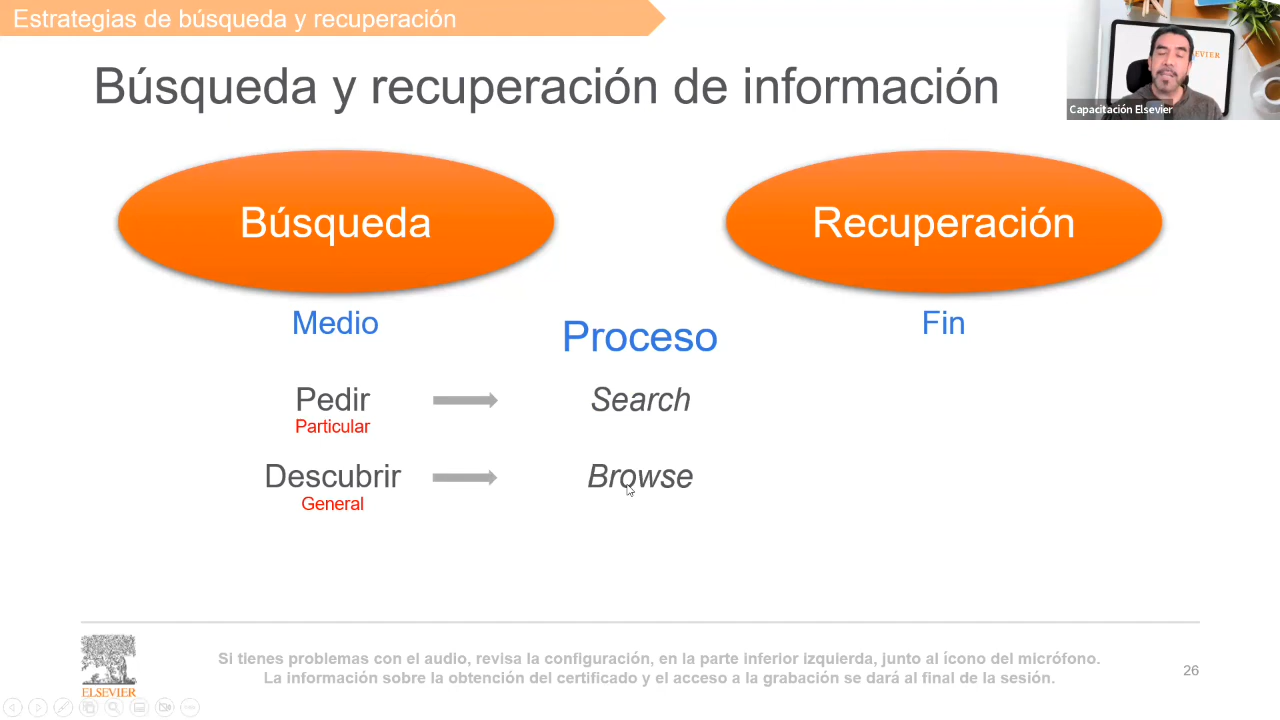 Estrategias de búsqueda y recuperación
Búsqueda y recuperación de información
EVIER
Capacitación Elsevier
Búsqueda
Recuperación
Medio
Proceso
Fin
Pedir
Search
Particular
Descubrir
Browse
General
Si tienes problemas con el audio, revisa la configuración, en la parte inferior izquierda, junto al ícono del micrófono.
La información sobre la obtención del certificado y el acceso a la grabación se dará al final de la sesión.
ELSEVIER
26